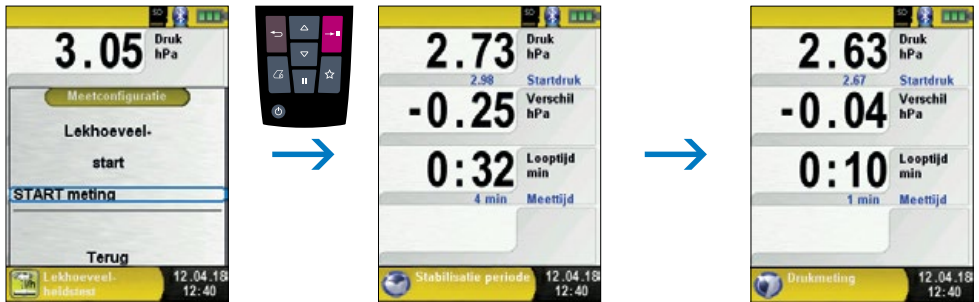 SD
3.05 Druk
hPa
Meetconfiguratie
Lekhoeveel-
start
START meting
Terug
Lekhoeveel-
heidstest
12.04.18
12:40
SD
2.73 Druk
hPa
2.98 Startdruk
-0.25 Verschil
hPa
0:32 Looptijd
min
4 min Meettijd
Stabilisatie periode
12.04.18
12:40
SD
2.63 Druk
hPa
2.67 Startdruk
-0.04 Verschil
hPa
0:10 Looptijd
min
1 min Meettijd
Drukmeting
12.04.18
12:40